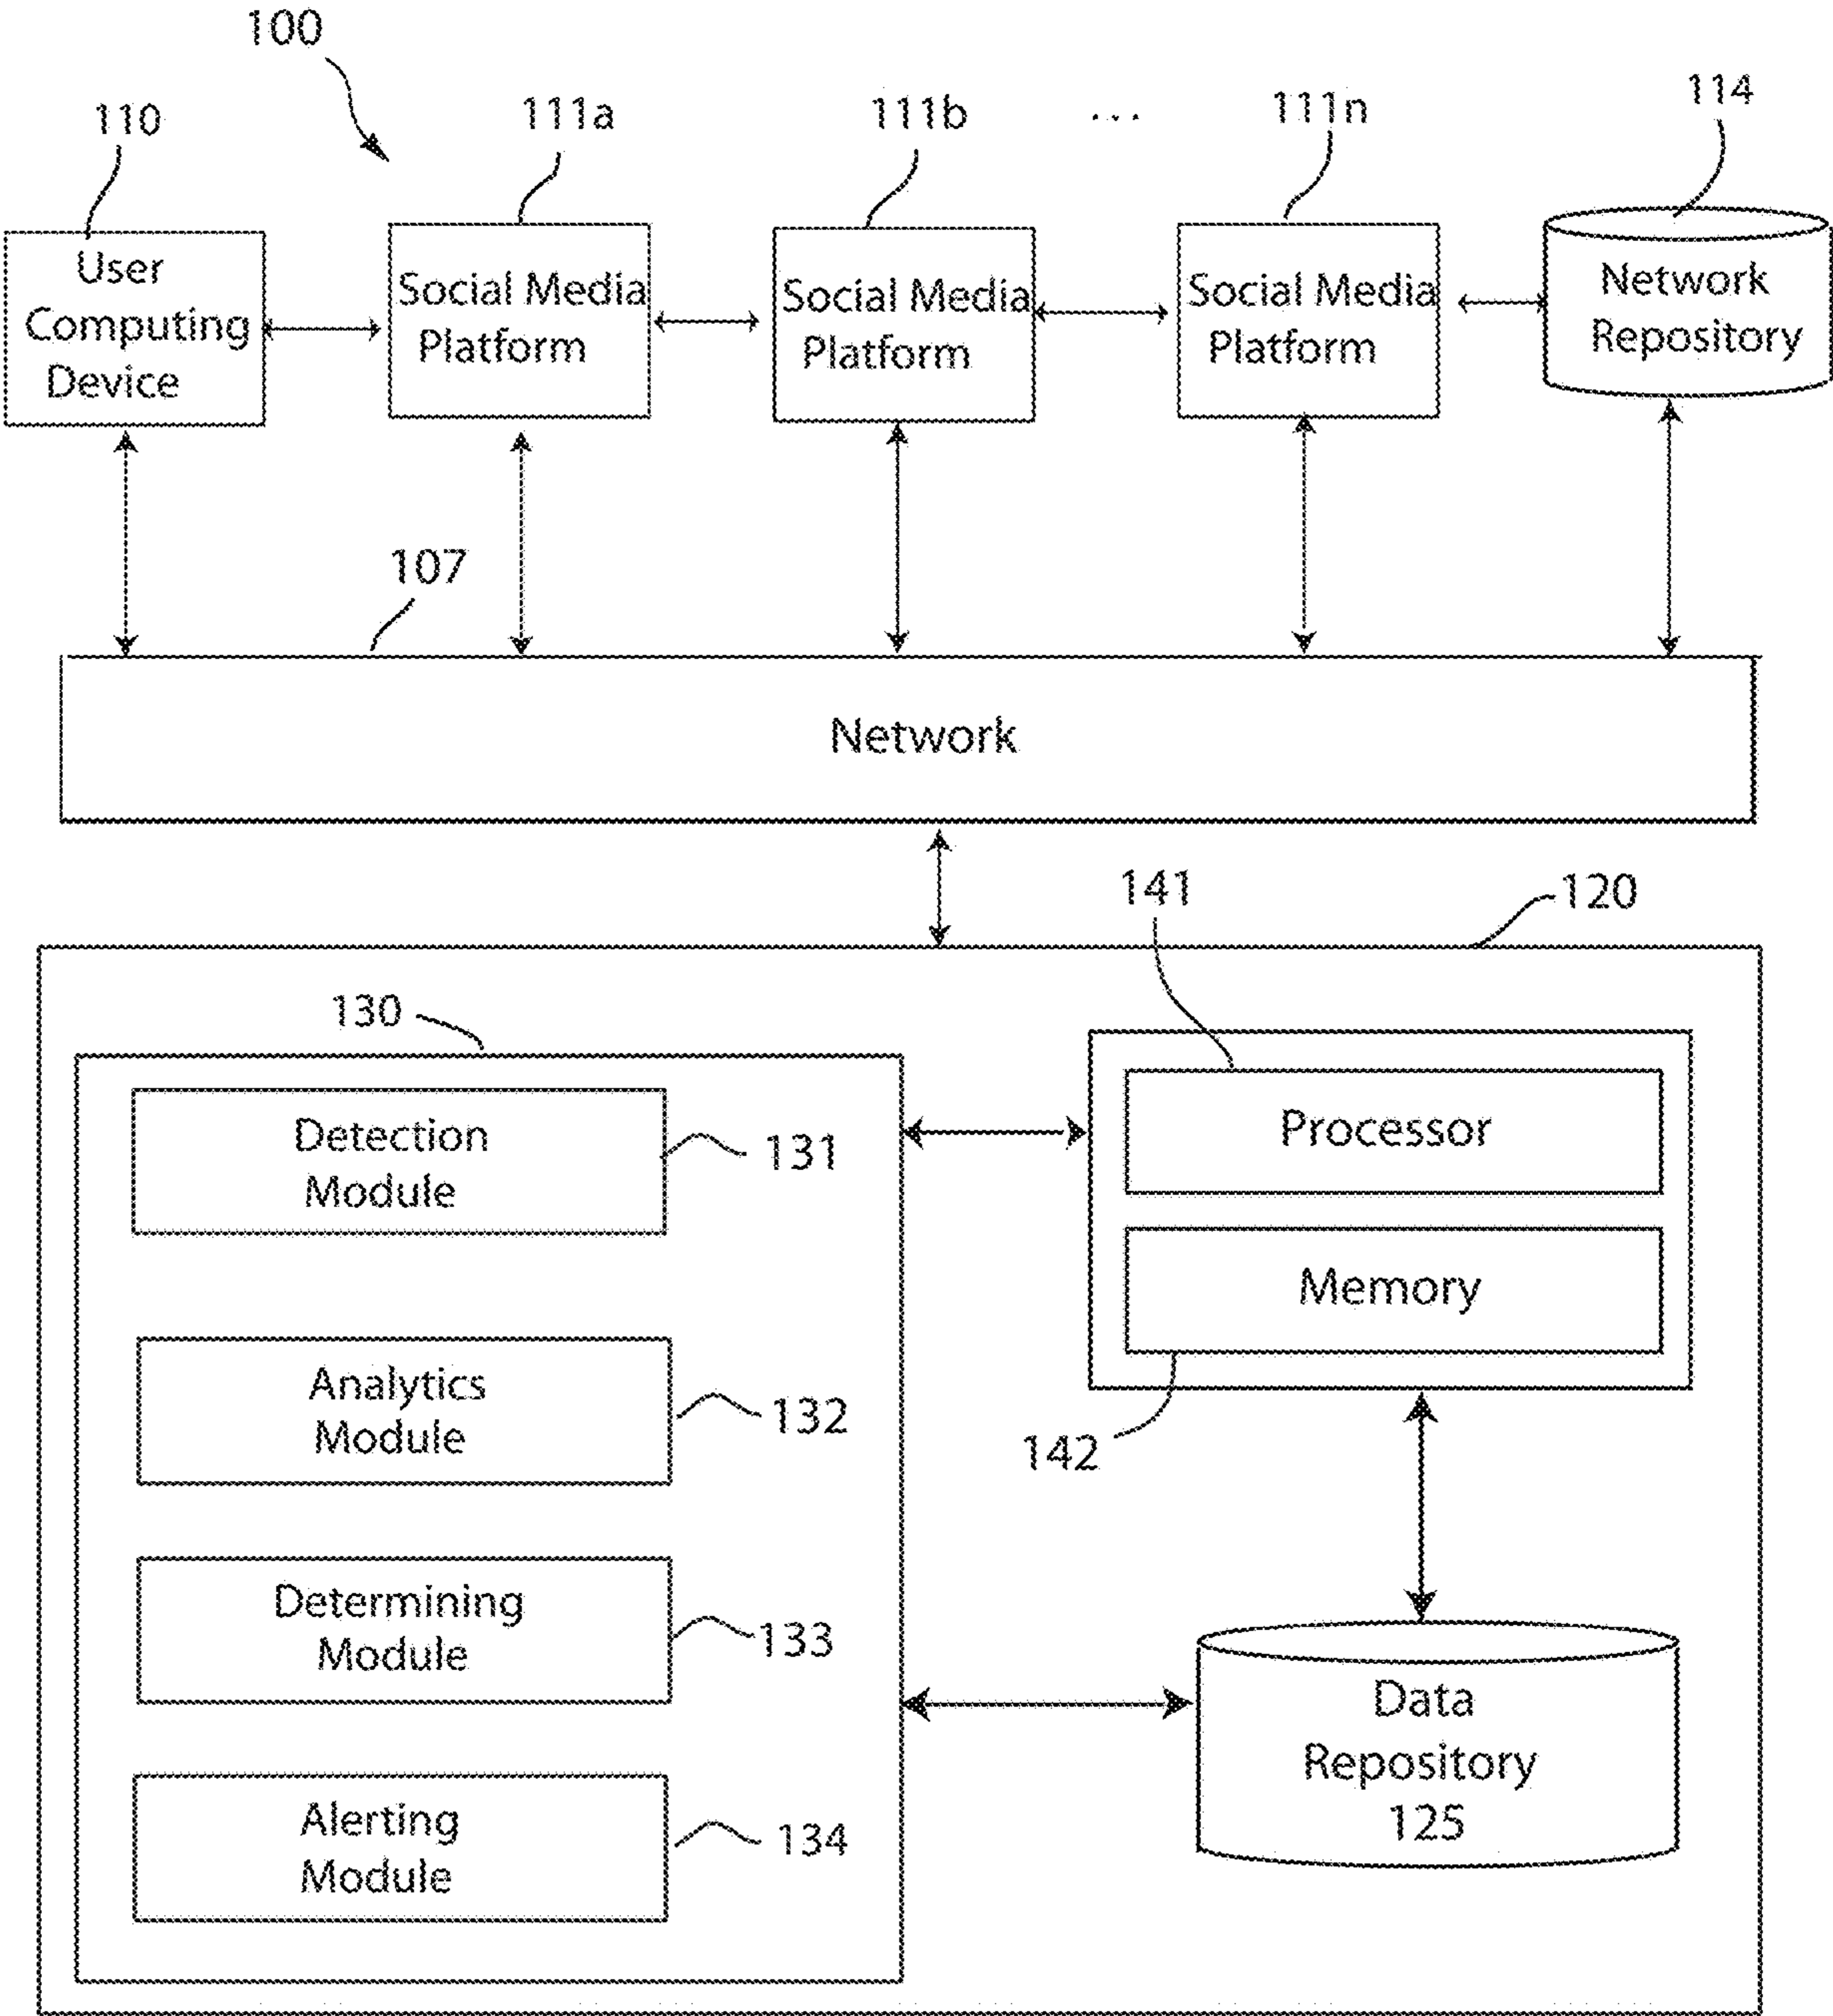 100
110
111a
111b
...
111n
114
User
Computing
Device
Social Media
Platform
Social Media
Platform
Social Media
Platform
Network
Repository
107
Network
141
120
130
Detection
Module
131
Processor
Memory
Analytics
Module
132
142
Determining
Module
133
Data
Repository
125
Alerting
Module
134